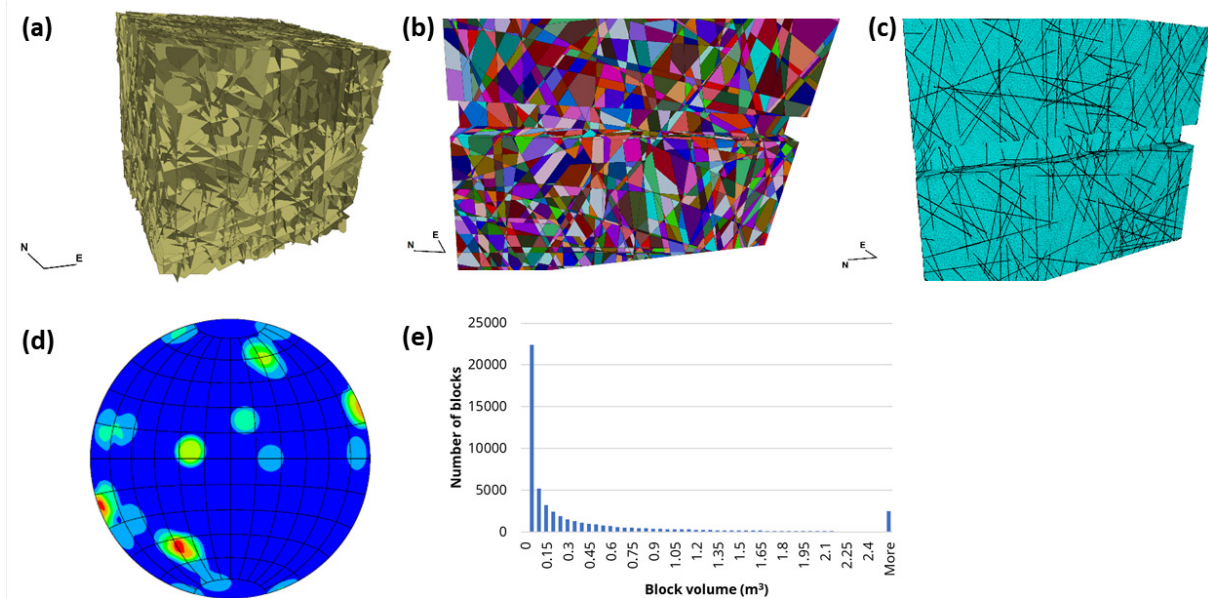 (a)
(b)
(c)
N
E
E
N
E
N
(d)
(e)
25000
20000
15000
10000
5000
0
Number of blocks
0
0.15
0.3
0.45
0.6
0.75
0.9
1.05
1.2
1.35
1.5
1.65
1.8
1.95
2.1
2.25
2.4
More
Block volume (m³)